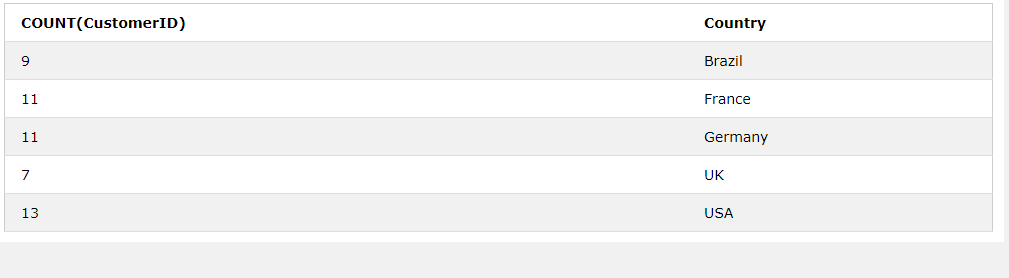 COUNT(CustomerID) Country
9 Brazil
11 France
11 Germany
7 UK
13 USA